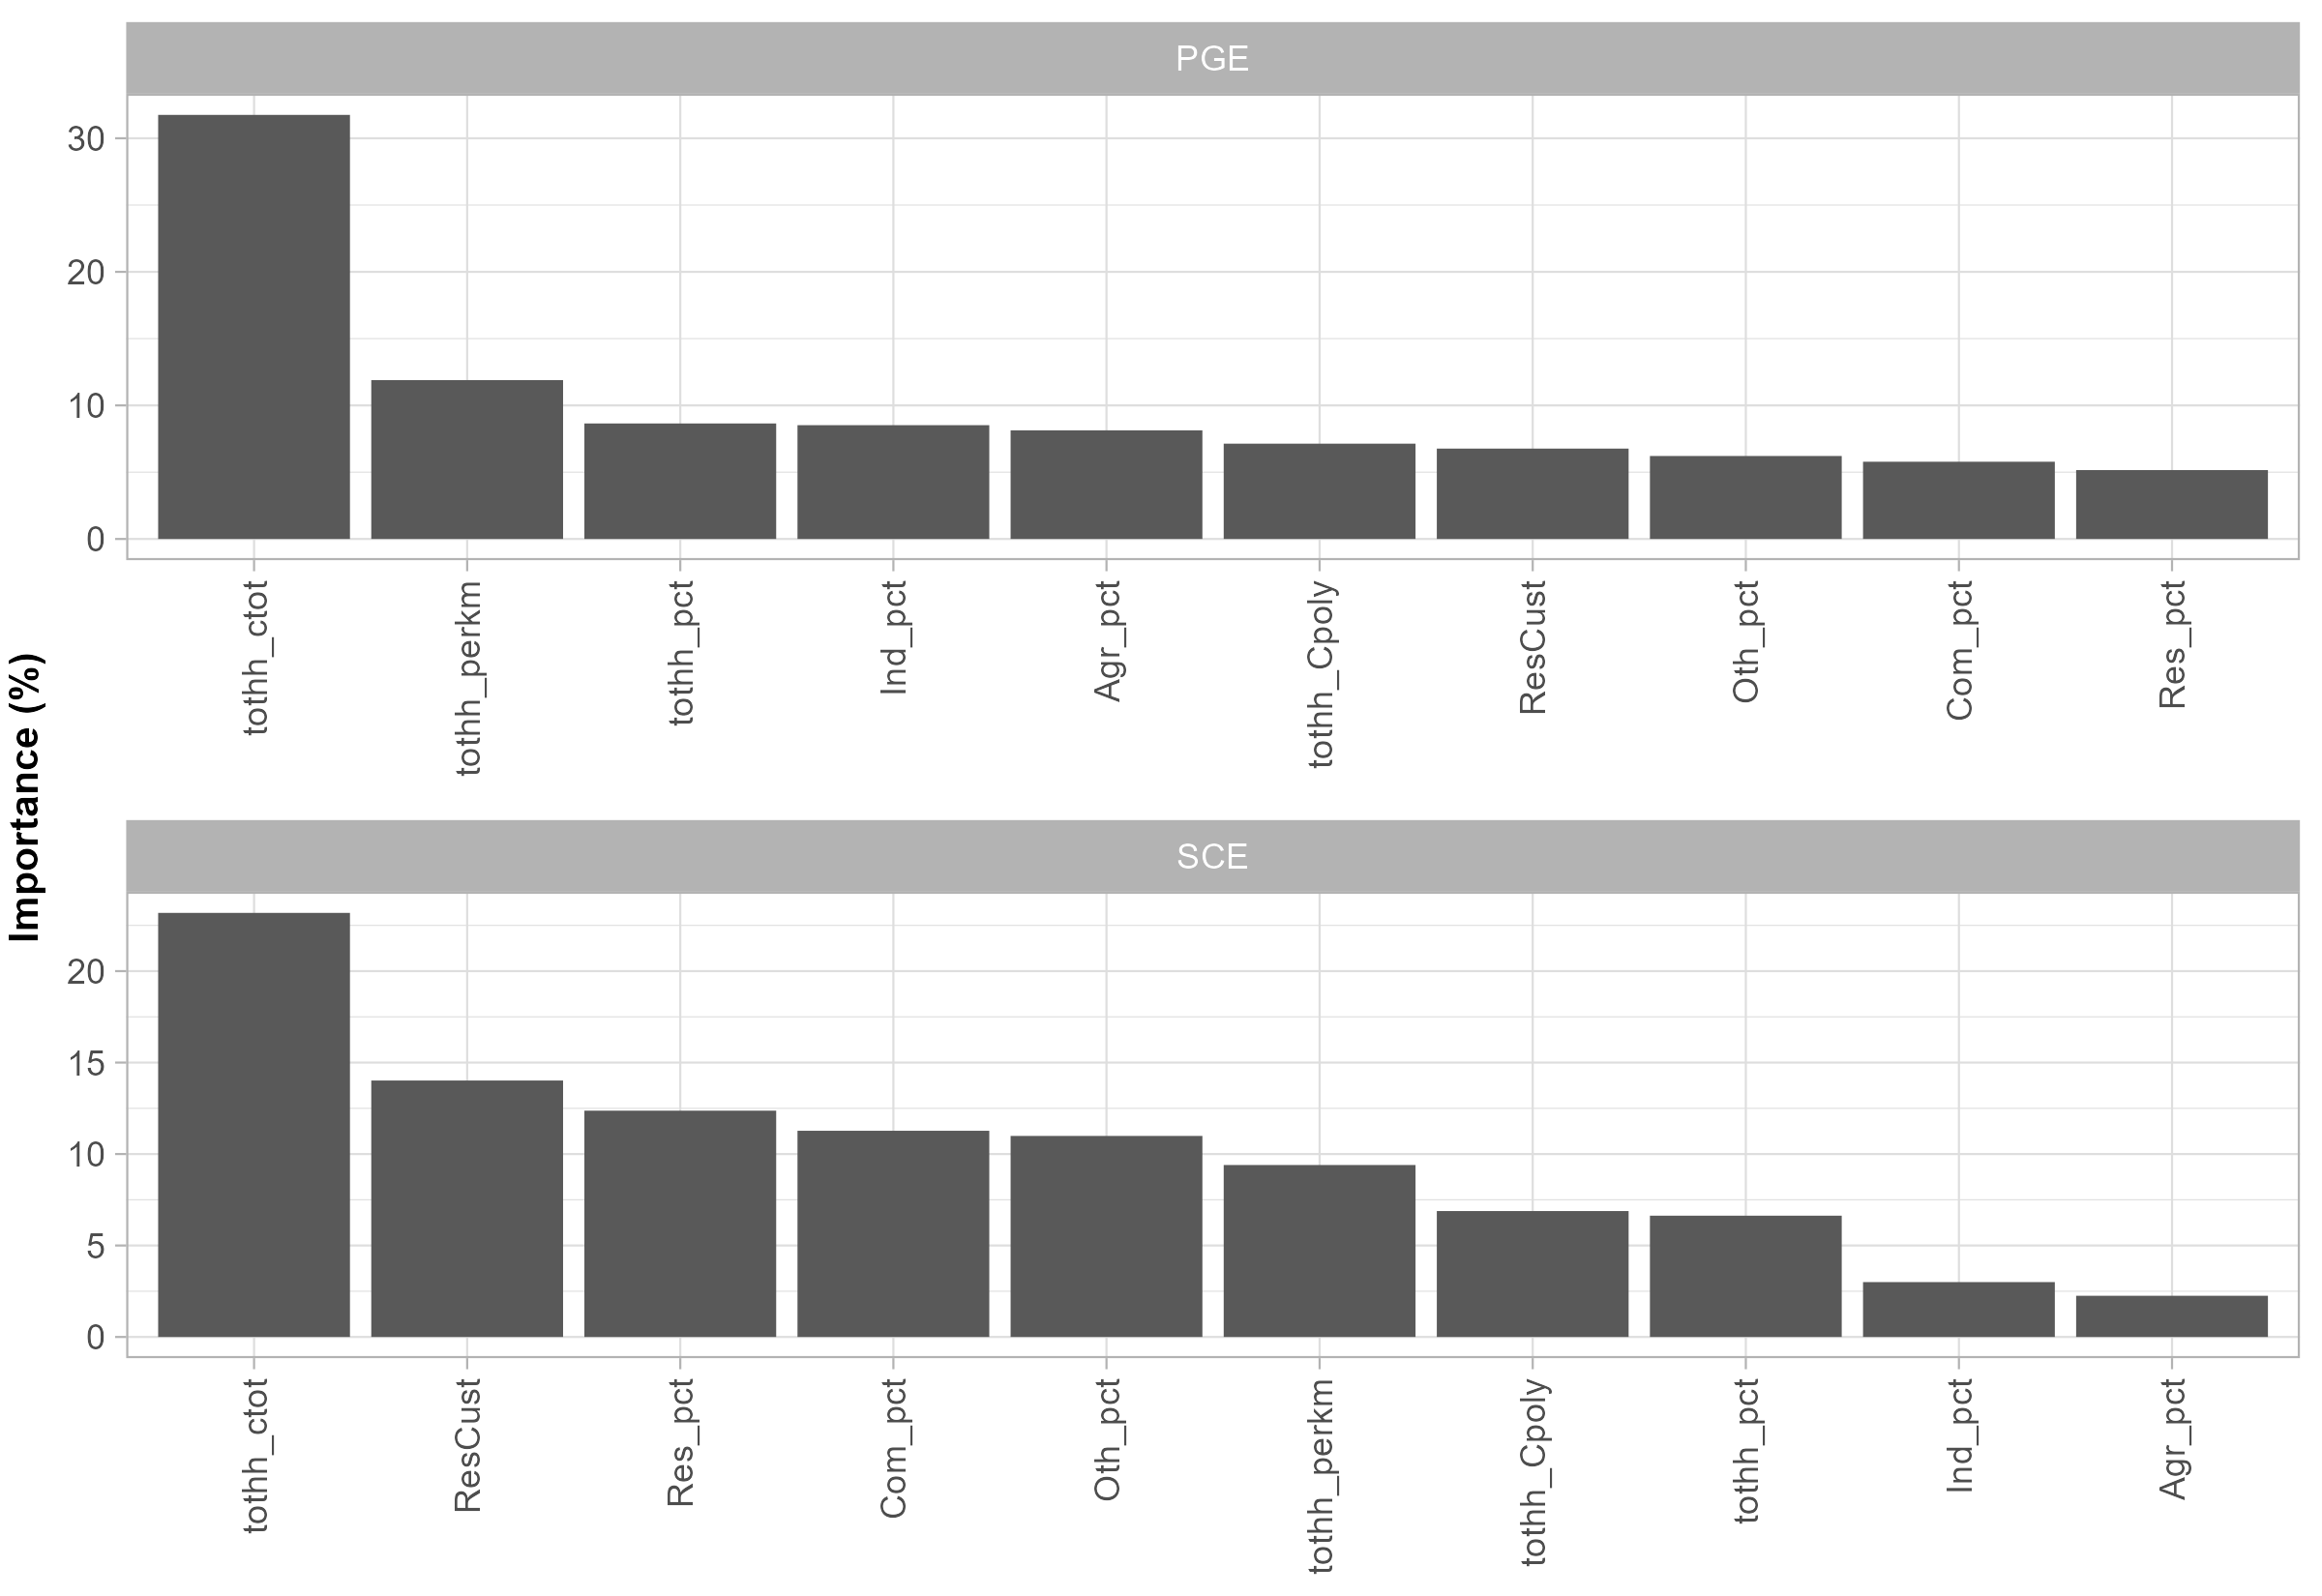 PGE
30
20
10
0
tothh_ctot
tothh_perkm
tothh_pct
Ind_pct
Agr_pct
tothh_Cpoly
ResCust
Oth_pct
Com_pct
Res_pct
Importance (%)
SCE
20
15
10
5
0
tothh_ctot
ResCust
Res_pct
Com_pct
Oth_pct
tothh_perkm
tothh_Cpoly
tothh_pct
Ind_pct
Agr_pct